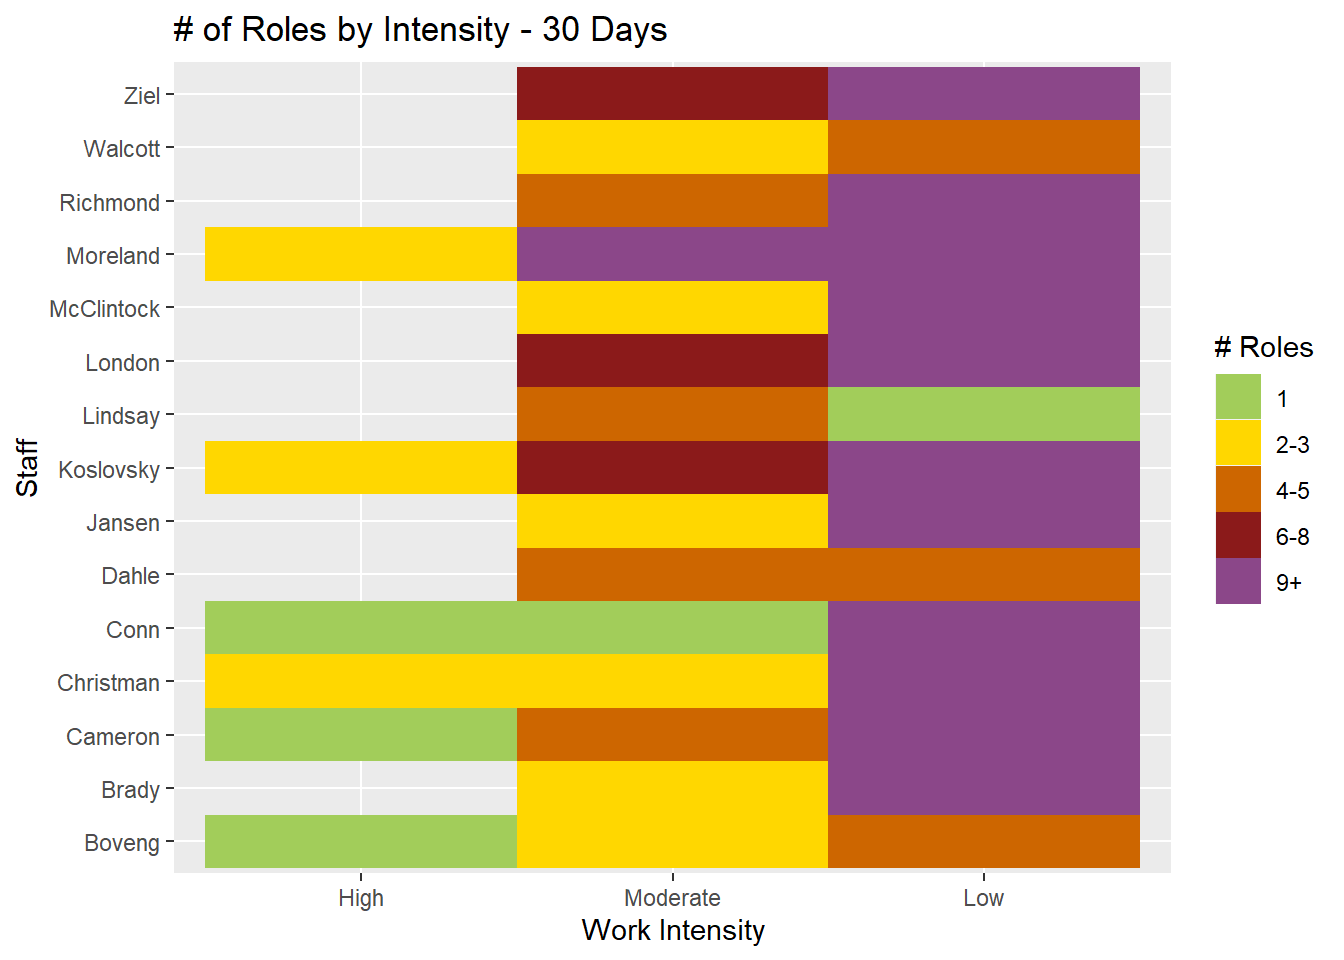 # of Roles by Intensity - 30 Days
Ziel
Walcott
Richmond
Moreland
McClintock
London
Lindsay
Koslovsky
Jansen
Dahle
Conn
Christman
Cameron
Brady
Boveng
Staff
High Moderate Low
Work Intensity
# Roles
1
2-3
4-5
6-8
9+